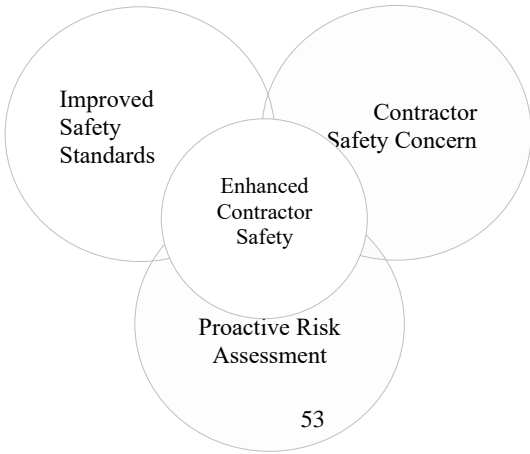 Improved
Safety
Standards
Contractor
Safety Concern
Enhanced
Contractor
Safety
Proactive Risk
Assessment
53